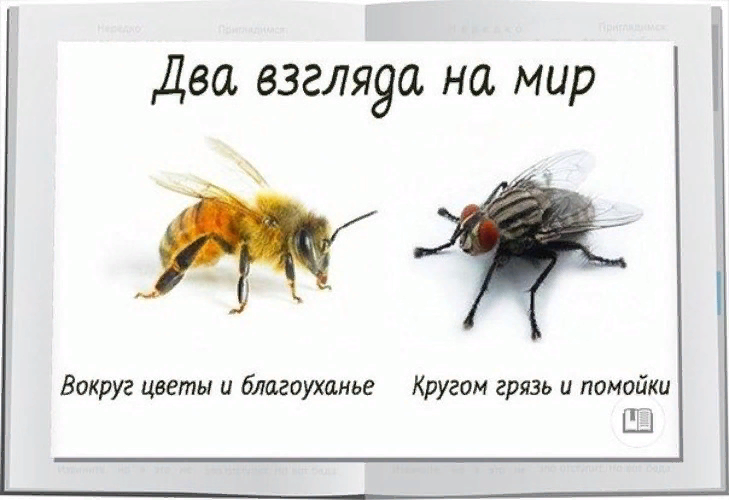 Два взгляда на мир
Вокруг цветы и благоуханье
Кругом грязь и помойки